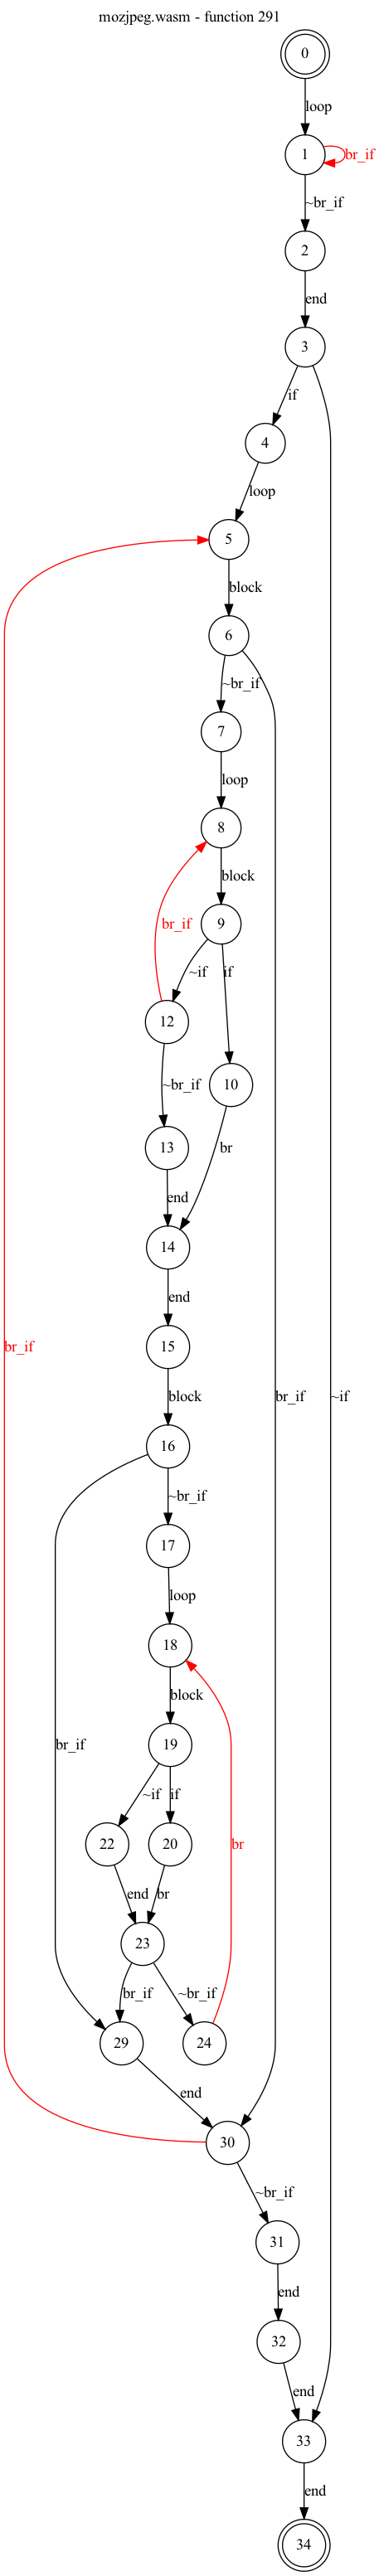 mozjpeg.wasm - function 291
0
loop
1
br_if
~br_if
2
end
3
if
4
loop
5
block
6
~br_if
7
loop
8
block
9
br_if
~if
if
12
10
~br_if
br
13
end
14
end
br_if
15
block
br_if
~if
16
~br_if
17
loop
18
block
19
br_if
~if
if
22
20
br
end
br
23
br_if
~br_if
29
24
end
30
~br_if
31
end
32
end
33
end
34